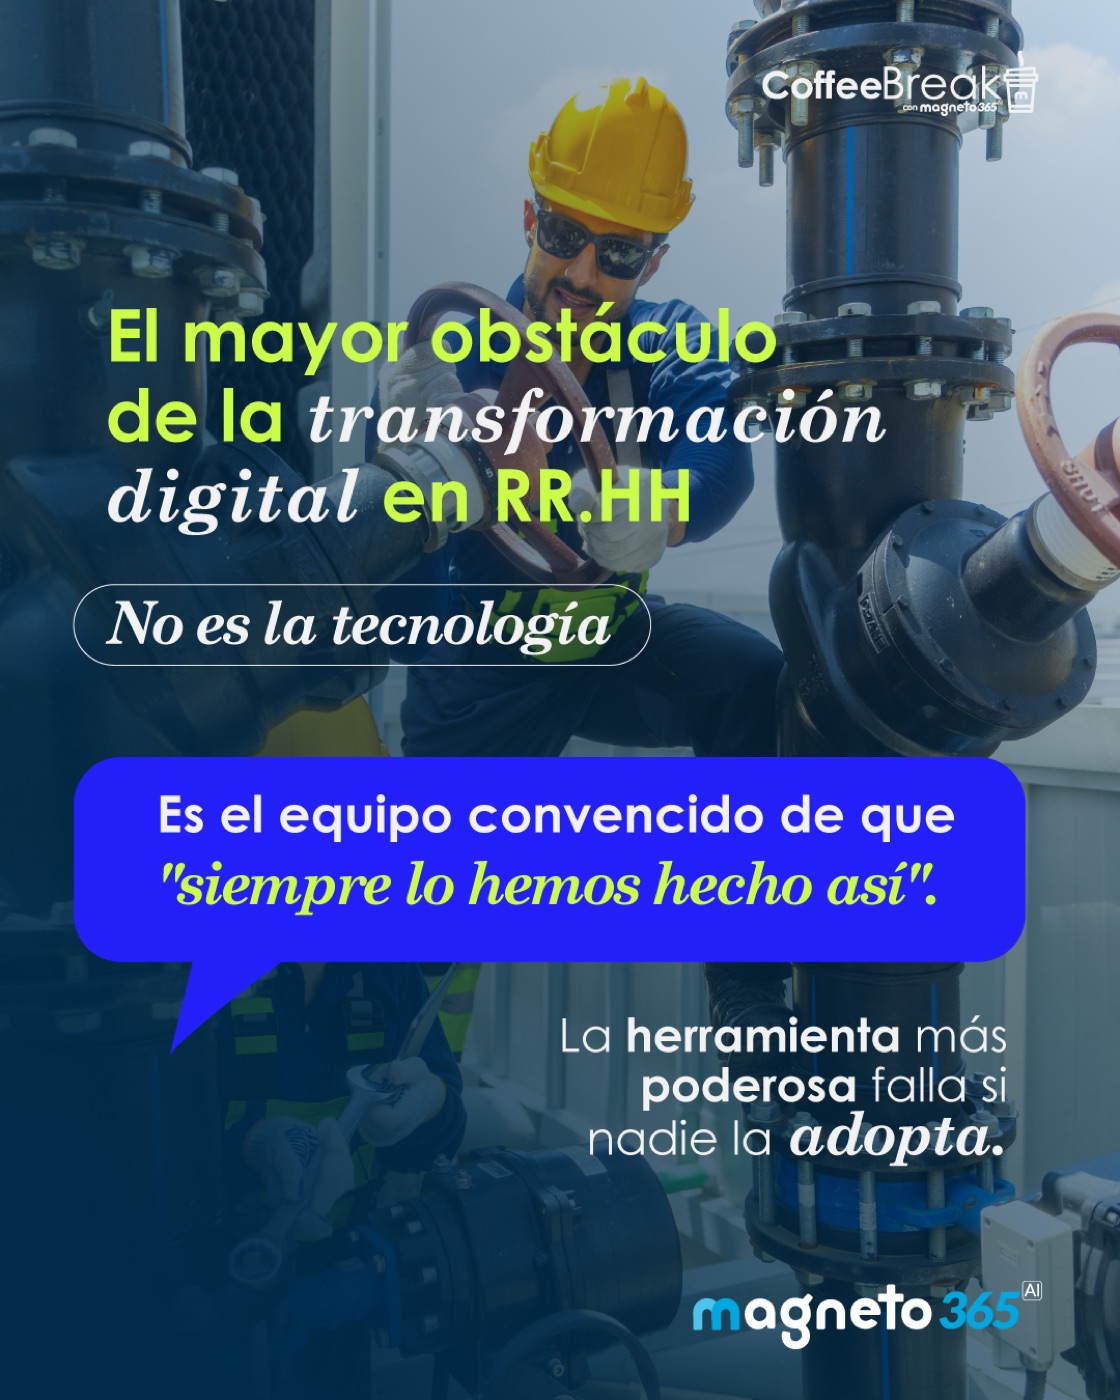 CoffeeBreak
con magneto365
El mayor obstáculo
de la transformación
digital en RR.HH
No es la tecnología
Es el equipo convencido de que
"siempre lo hemos hecho así".
La herramienta más
poderosa falla si
nadie la adopta.
magneto 365 AI